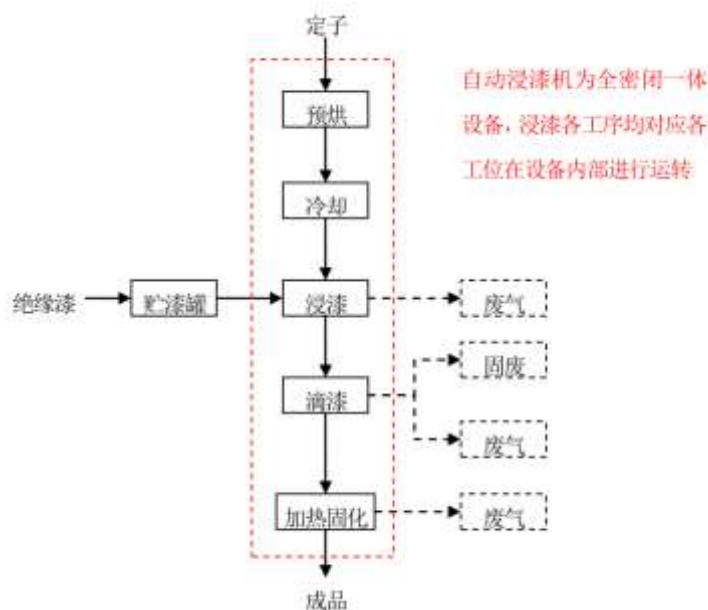 定子
自动浸漆机为全密闭一体
设备，浸漆各工序均对应各
工位在设备内部进行运转
预烘
冷却
绝缘漆
贮漆罐
浸漆
废气
固废
滴漆
废气
加热固化
废气
成品